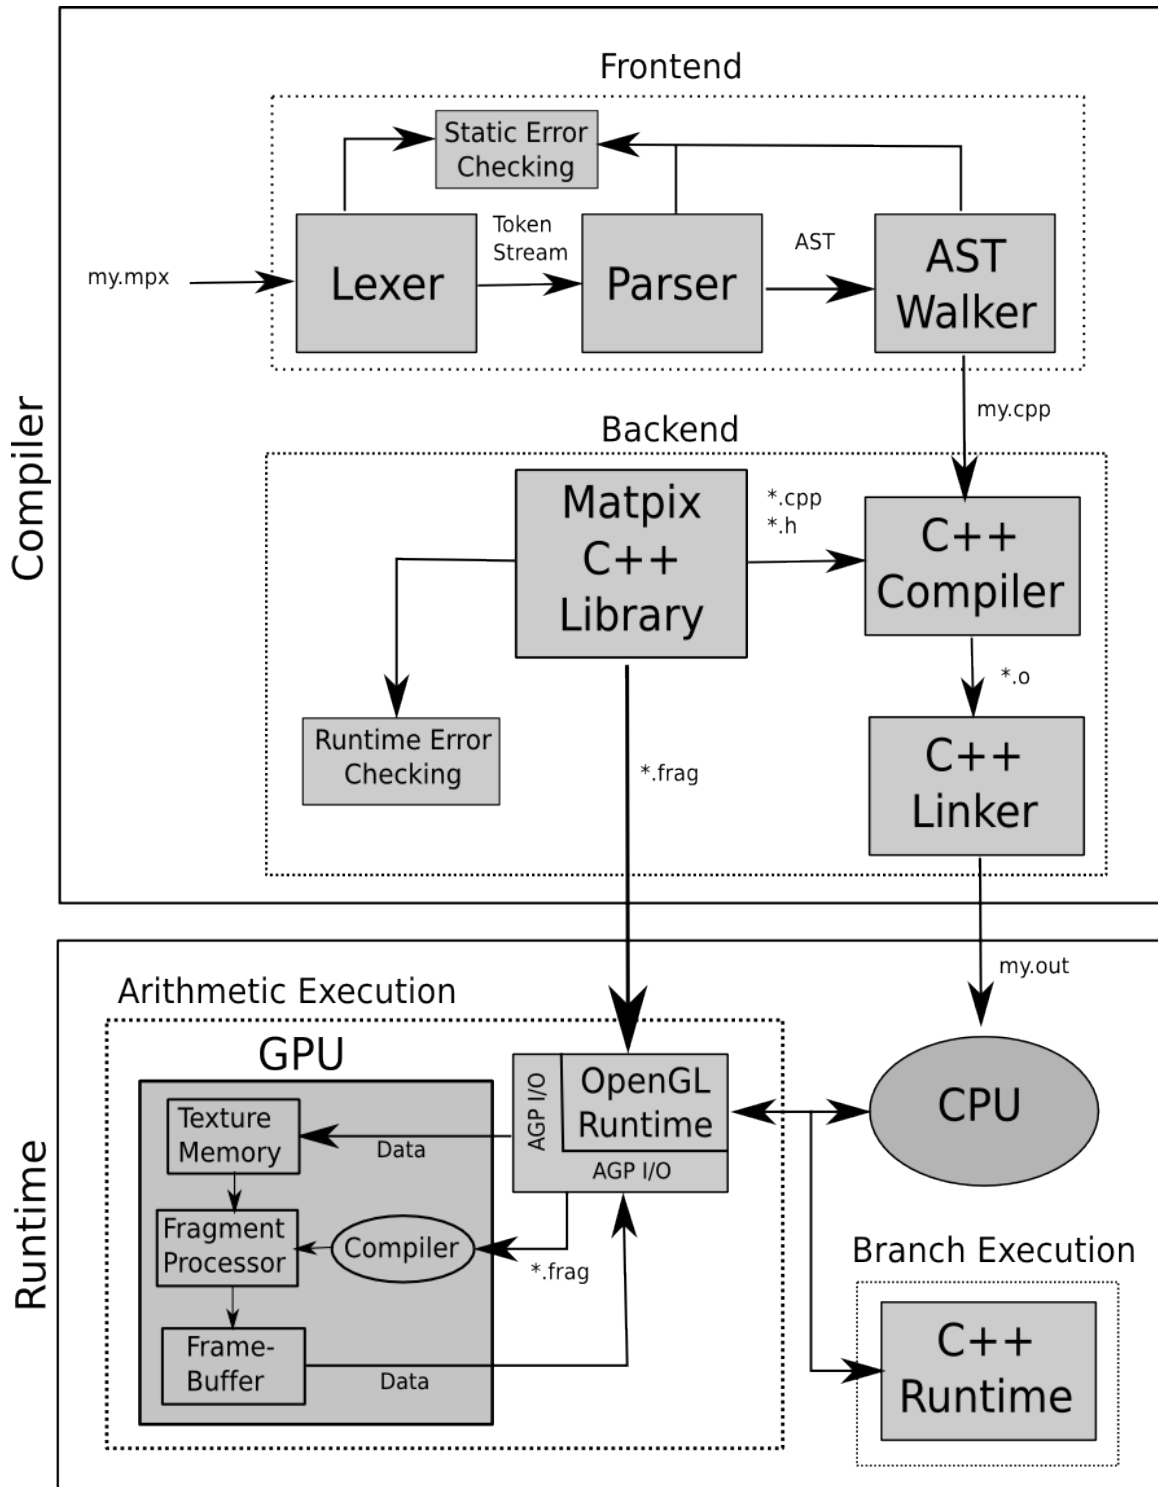 Frontend
Static Error
Checking
Token
Stream
AST
my.mpx
Lexer
Parser
AST
Walker
my.cpp
Compiler
Backend
Matpix
C++
Library
*.cpp
*.h
C++
Compiler
*.o
Runtime Error
Checking
*.frag
C++
Linker
my.out
Runtime
Arithmetic Execution
GPU
AGP I/O
OpenGL
Runtime
AGP I/O
CPU
Texture
Memory
Data
Fragment
Processor
Compiler
*.frag
Frame-
Buffer
Data
Branch Execution
C++
Runtime